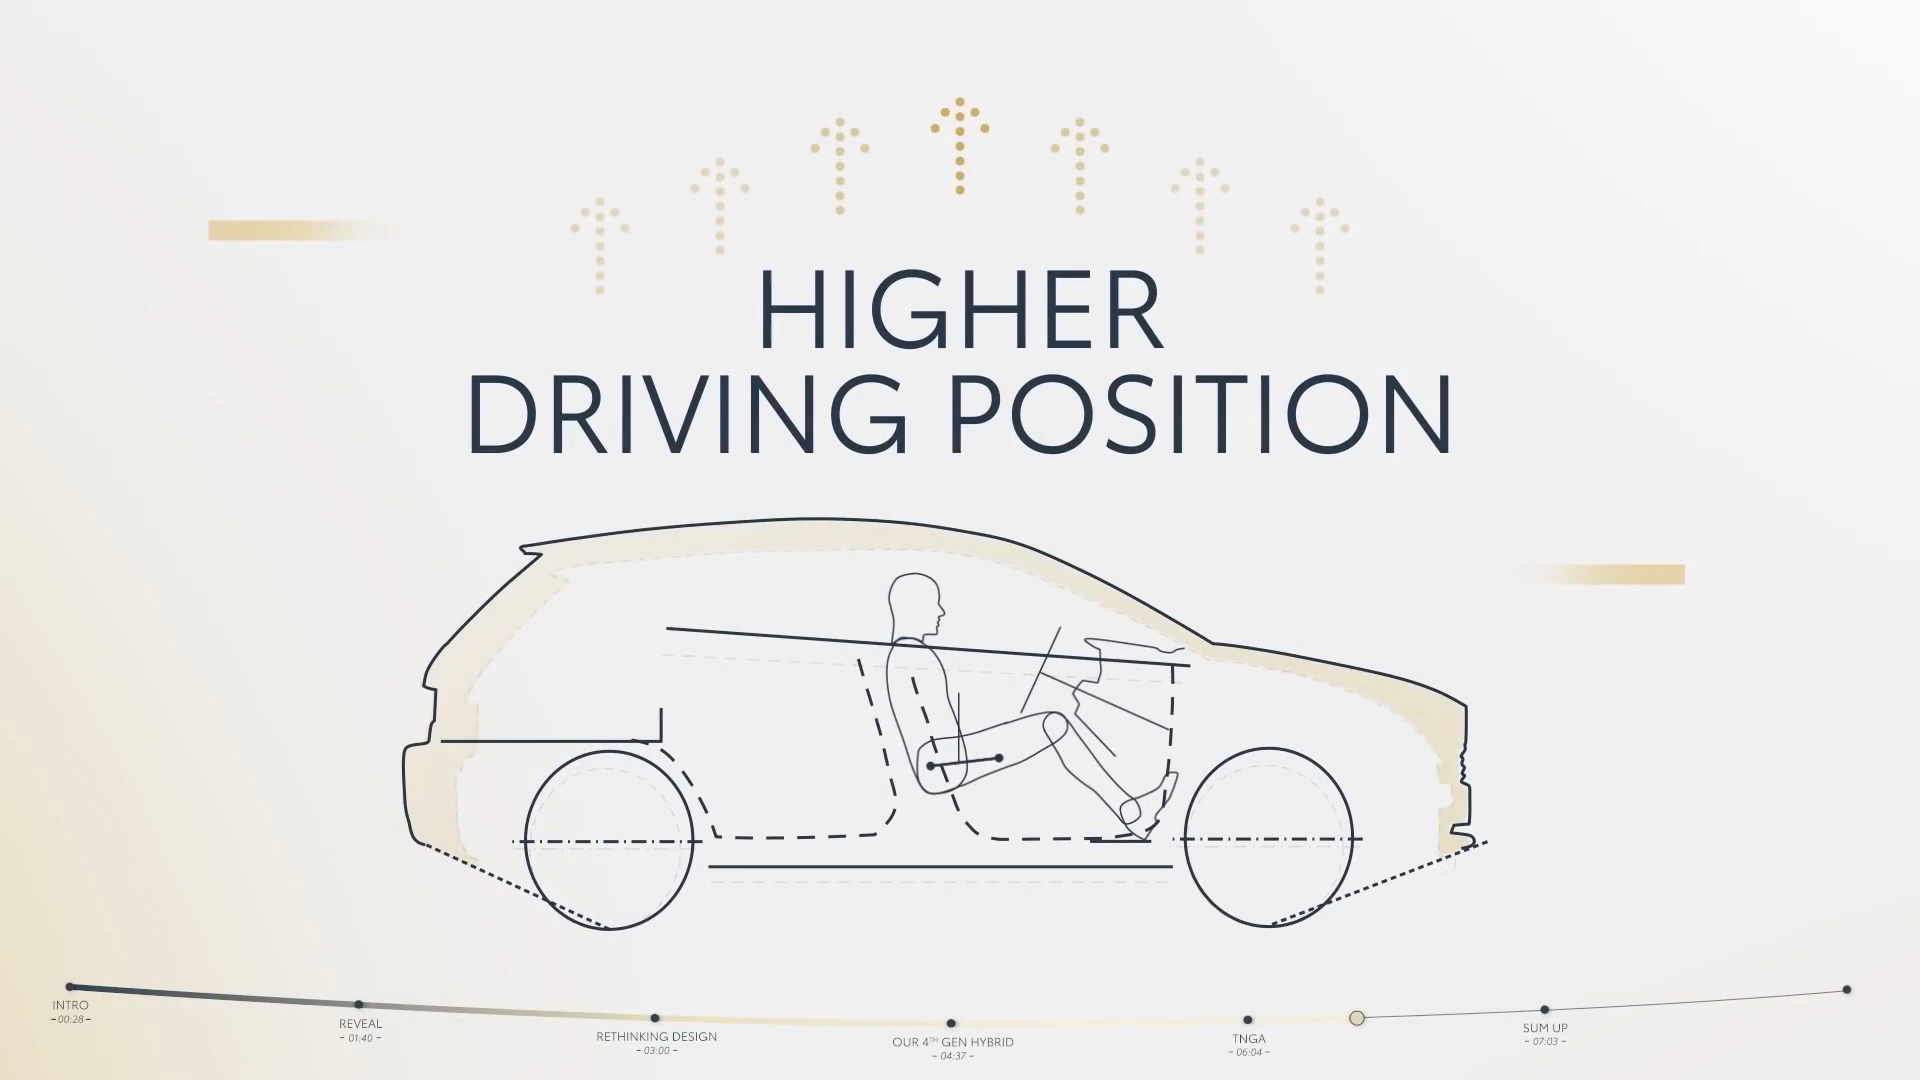 HIGHER
DRIVING POSITION
INTRO
– 00:28 –
REVEAL
– 01:40 –
RETHINKING DESIGN
– 03:00 –
OUR 4TH GEN HYBRID
– 04:37 –
TNGA
– 06:04 –
SUM UP
– 07:03 –